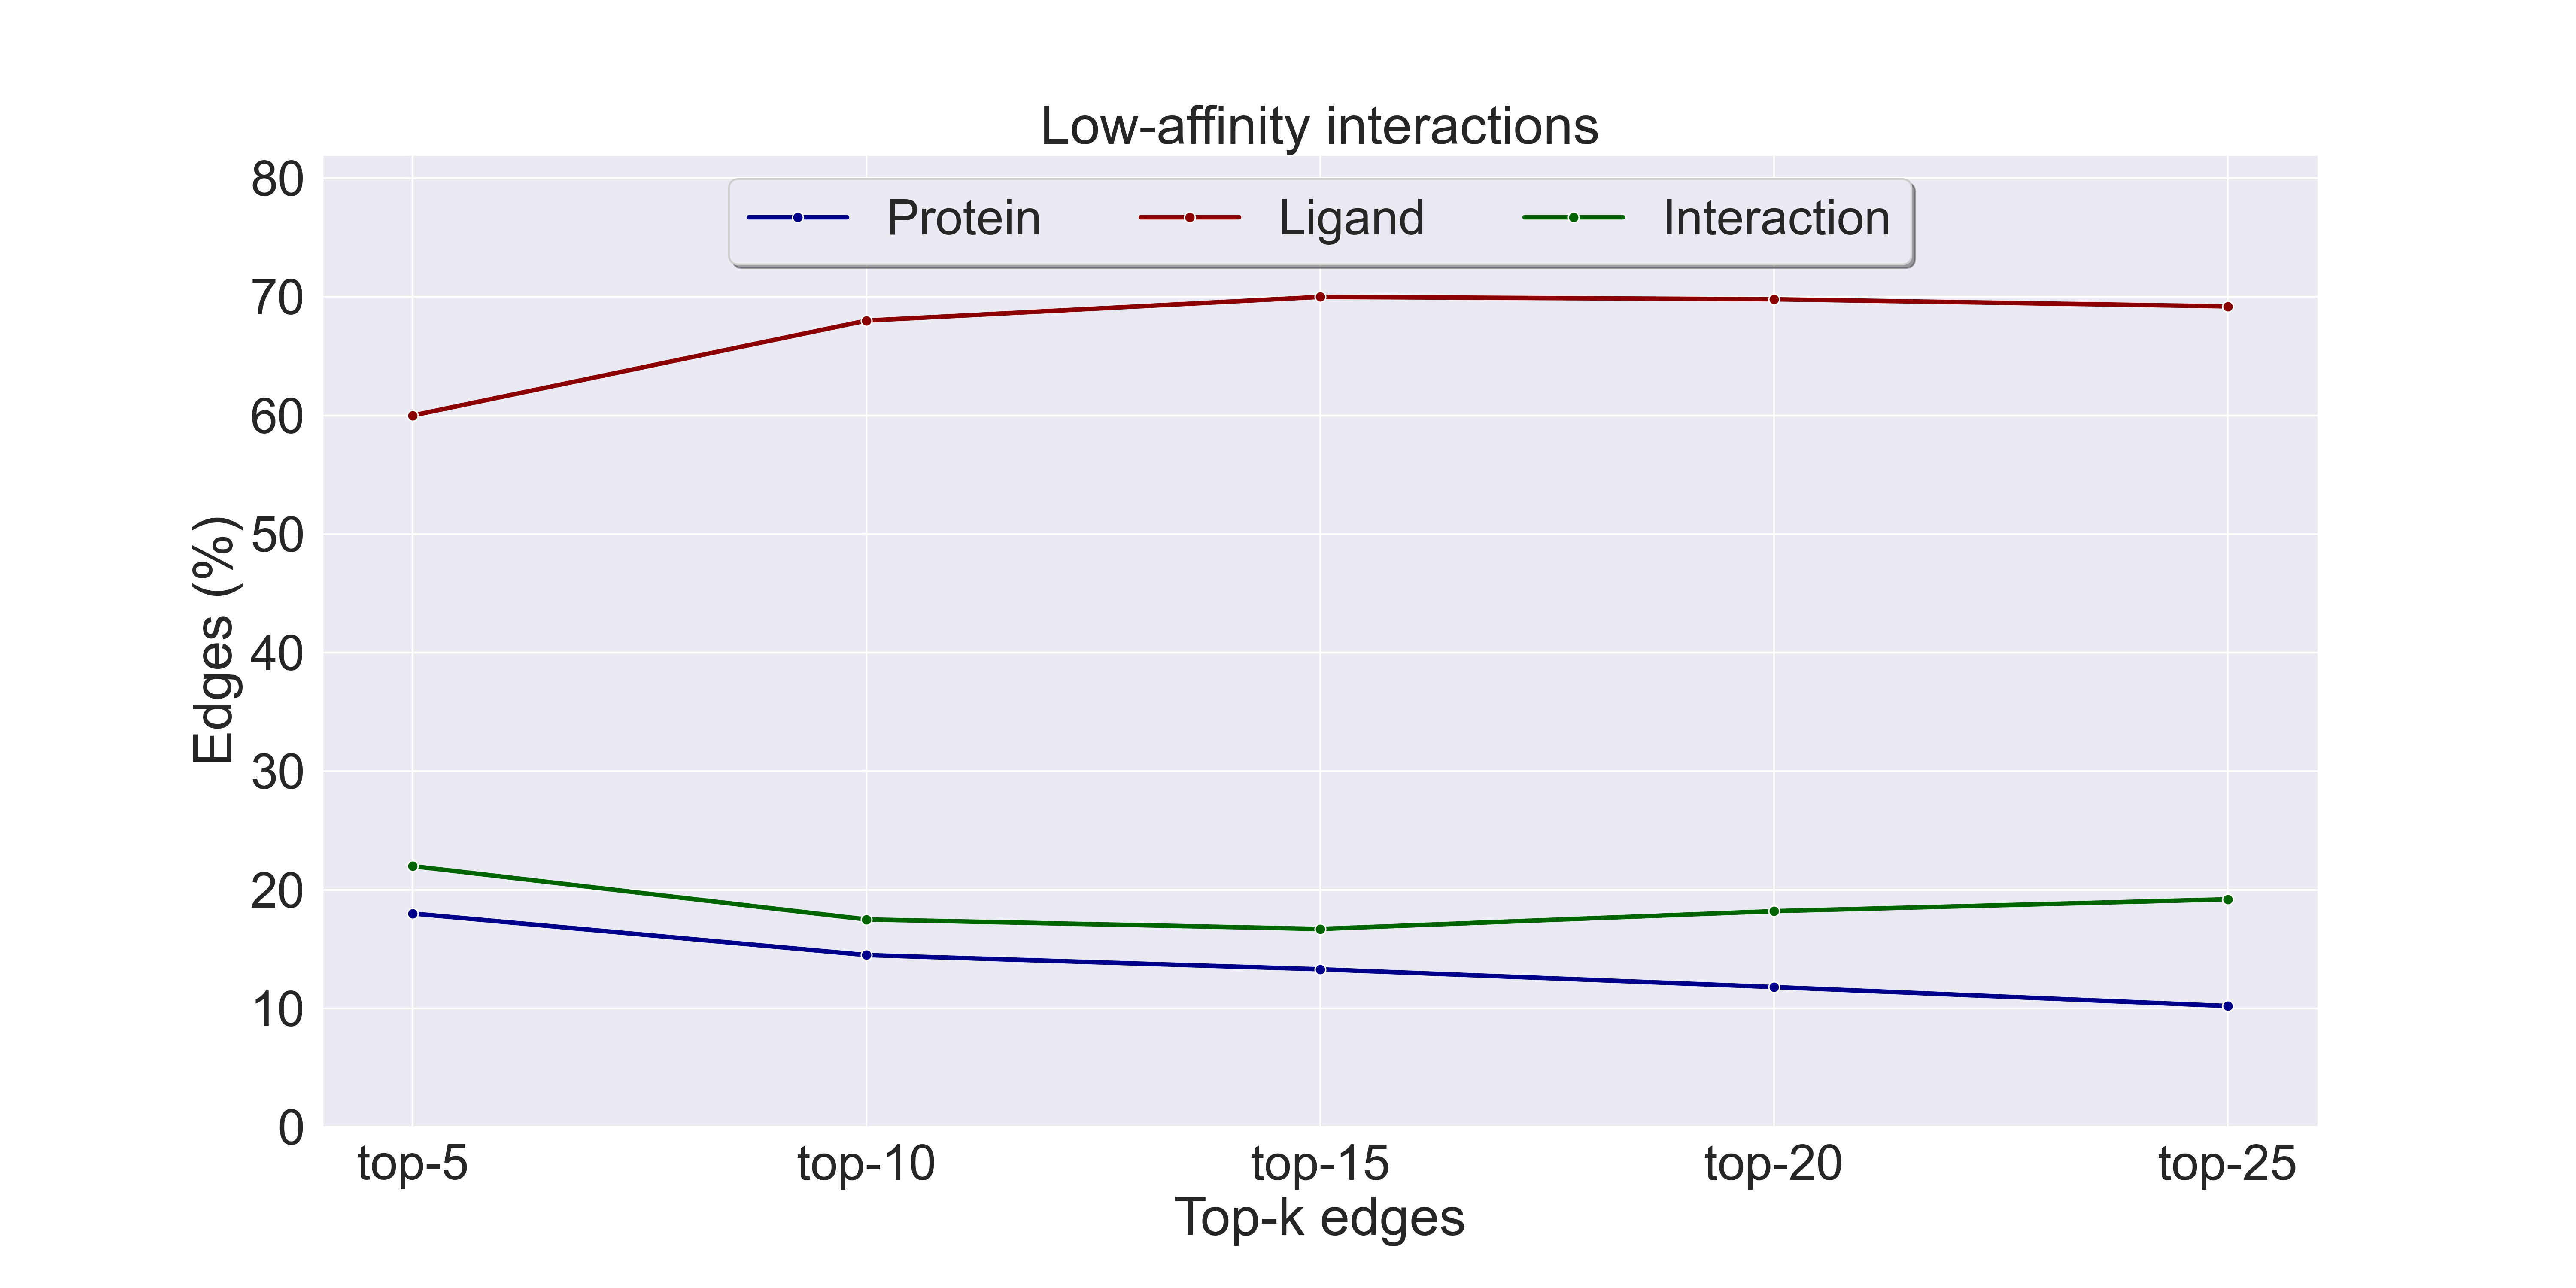 Low-affinity interactions
Protein Ligand Interaction
80
70
60
50
40
30
20
10
0
Edges (%)
top-5 top-10 top-15 top-20 top-25
Top-k edges